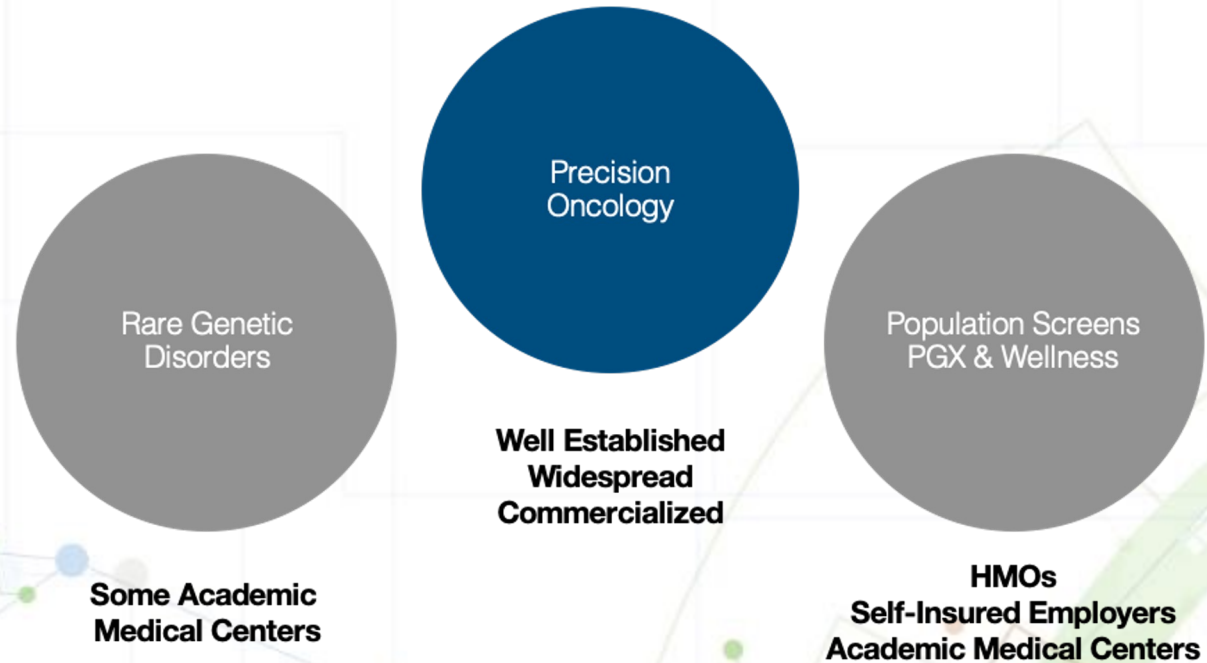 Precision
Oncology
Rare Genetic
Disorders
Population Screens
PGX & Wellness
Well Established
Widespread
Commercialized
Some Academic
Medical Centers
HMOs
Self-Insured Employers
Academic Medical Centers